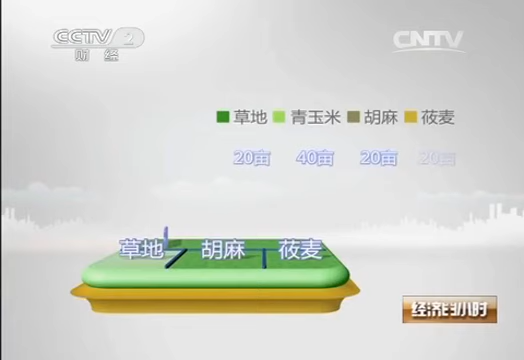 CCTV 2
财经
CNTV
草地 青玉米 胡麻 莜麦
20亩 40亩 20亩 20亩
草地 胡麻 莜麦
经济半小时